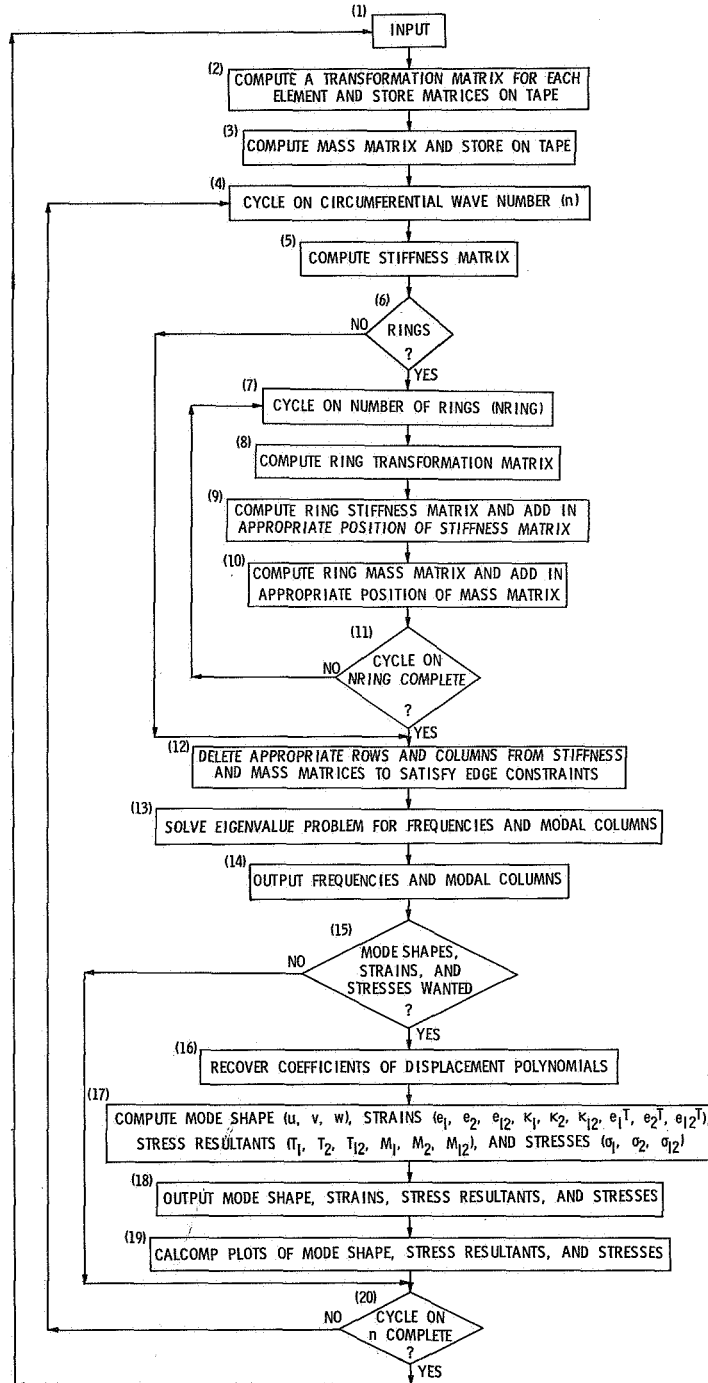 (1)
INPUT
(2)
COMPUTE A TRANSFORMATION MATRIX FOR EACH
ELEMENT AND STORE MATRICES ON TAPE
(3)
COMPUTE MASS MATRIX AND STORE ON TAPE
(4)
CYCLE ON CIRCUMFERENTIAL WAVE NUMBER (n)
(5)
COMPUTE STIFFNESS MATRIX
(6)
NO
RINGS
?
YES
(7)
CYCLE ON NUMBER OF RINGS (NRING)
(8)
COMPUTE RING TRANSFORMATION MATRIX
(9)
COMPUTE RING STIFFNESS MATRIX AND ADD IN
APPROPRIATE POSITION OF STIFFNESS MATRIX
(10)
COMPUTE RING MASS MATRIX AND ADD IN
APPROPRIATE POSITION OF MASS MATRIX
(11)
NO
CYCLE ON
NRING COMPLETE
?
YES
(12)
DELETE APPROPRIATE ROWS AND COLUMNS FROM STIFFNESS
AND MASS MATRICES TO SATISFY EDGE CONSTRAINTS
(13)
SOLVE EIGENVALUE PROBLEM FOR FREQUENCIES AND MODAL COLUMNS
(14)
OUTPUT FREQUENCIES AND MODAL COLUMNS
(15)
NO
MODE SHAPES,
STRAINS, AND
STRESSES WANTED
?
YES
(16)
RECOVER COEFFICIENTS OF DISPLACEMENT POLYNOMIALS
(17)
COMPUTE MODE SHAPE (u, v, w), STRAINS (e₁, e₂, e₁₂, κ₁, κ₂, κ₁₂, e₁T, e₂T, e₁₂T),
STRESS RESULTANTS (T₁, T₂, T₁₂, M₁, M₂, M₁₂), AND STRESSES (σ₁, σ₂, σ₁₂)
(18)
OUTPUT MODE SHAPE, STRAINS, STRESS RESULTANTS, AND STRESSES
(19)
CALCOMP PLOTS OF MODE SHAPE, STRESS RESULTANTS, AND STRESSES
(20)
NO
CYCLE ON
n COMPLETE
?
YES